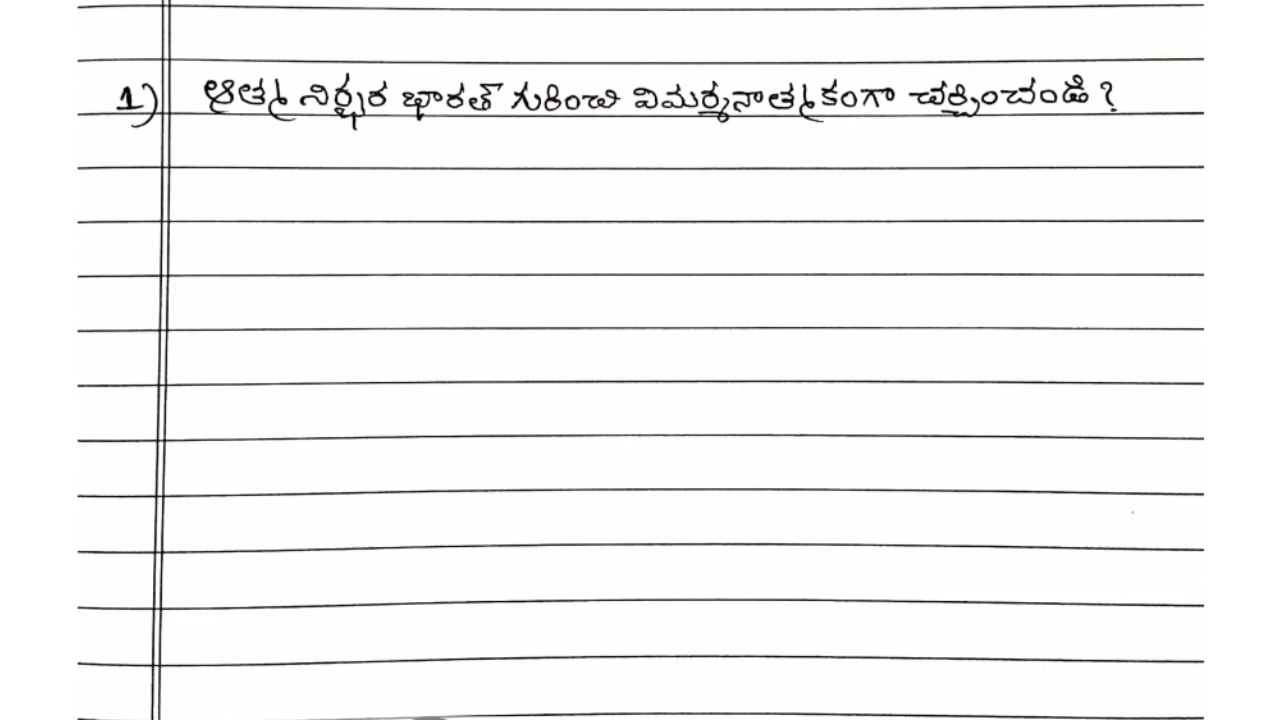 1) ఆత్మ నిర్భర భారత్ గురించి విమర్శనాత్మకంగా చర్చించండి ?